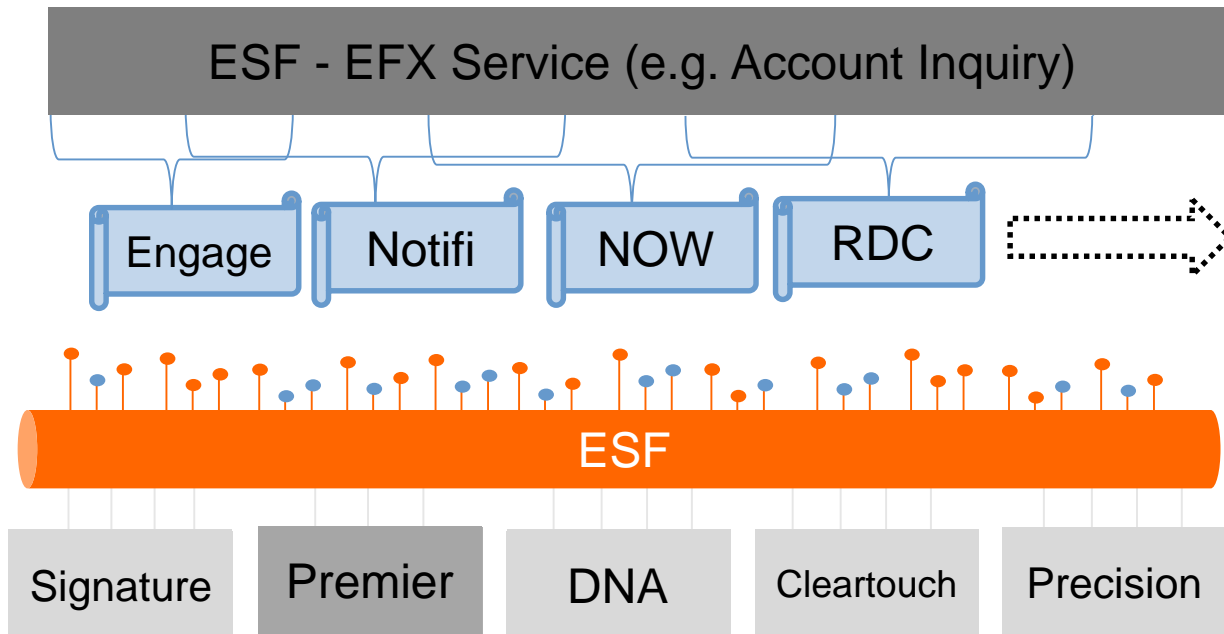 ESF - EFX Service (e.g. Account Inquiry)
Engage
Notifi
NOW
RDC
ESF
Signature
Premier
DNA
Cleartouch
Precision